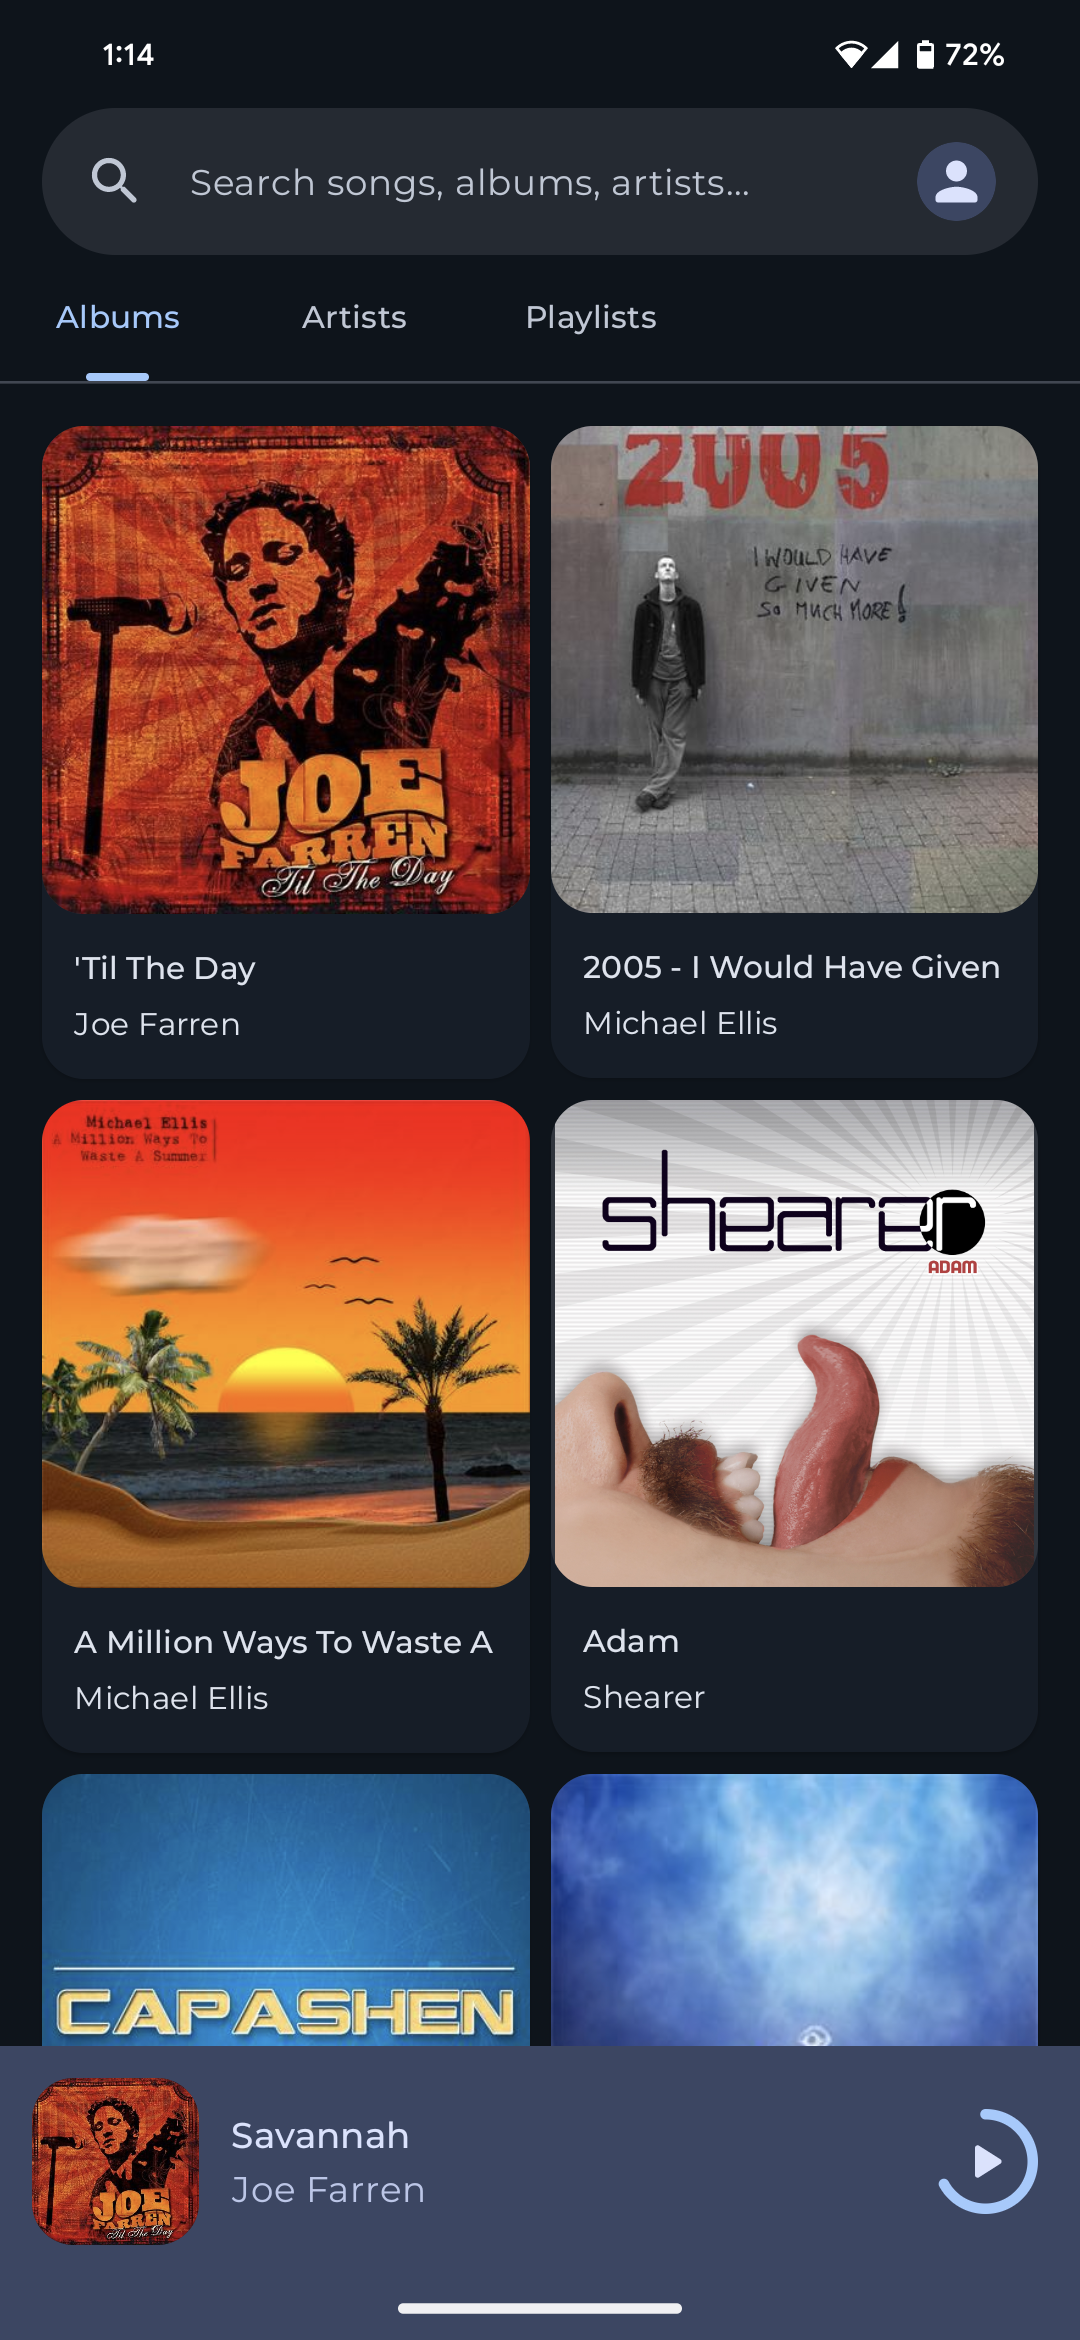 1:14
72%
Search songs, albums, artists...
Albums
Artists
Playlists
JOE
FARREN
Til The Day
2005
I WOULD HAVE
GIVEN
SO MUCH MORE!
'Til The Day
Joe Farren
2005 - I Would Have Given
Michael Ellis
Michael Ellis
A Million Ways To
Waste A Summer
shearer
ADAM
A Million Ways To Waste A
Michael Ellis
Adam
Shearer
CAPASHEN
JOE
FARREN
Til The Day
Savannah
Joe Farren